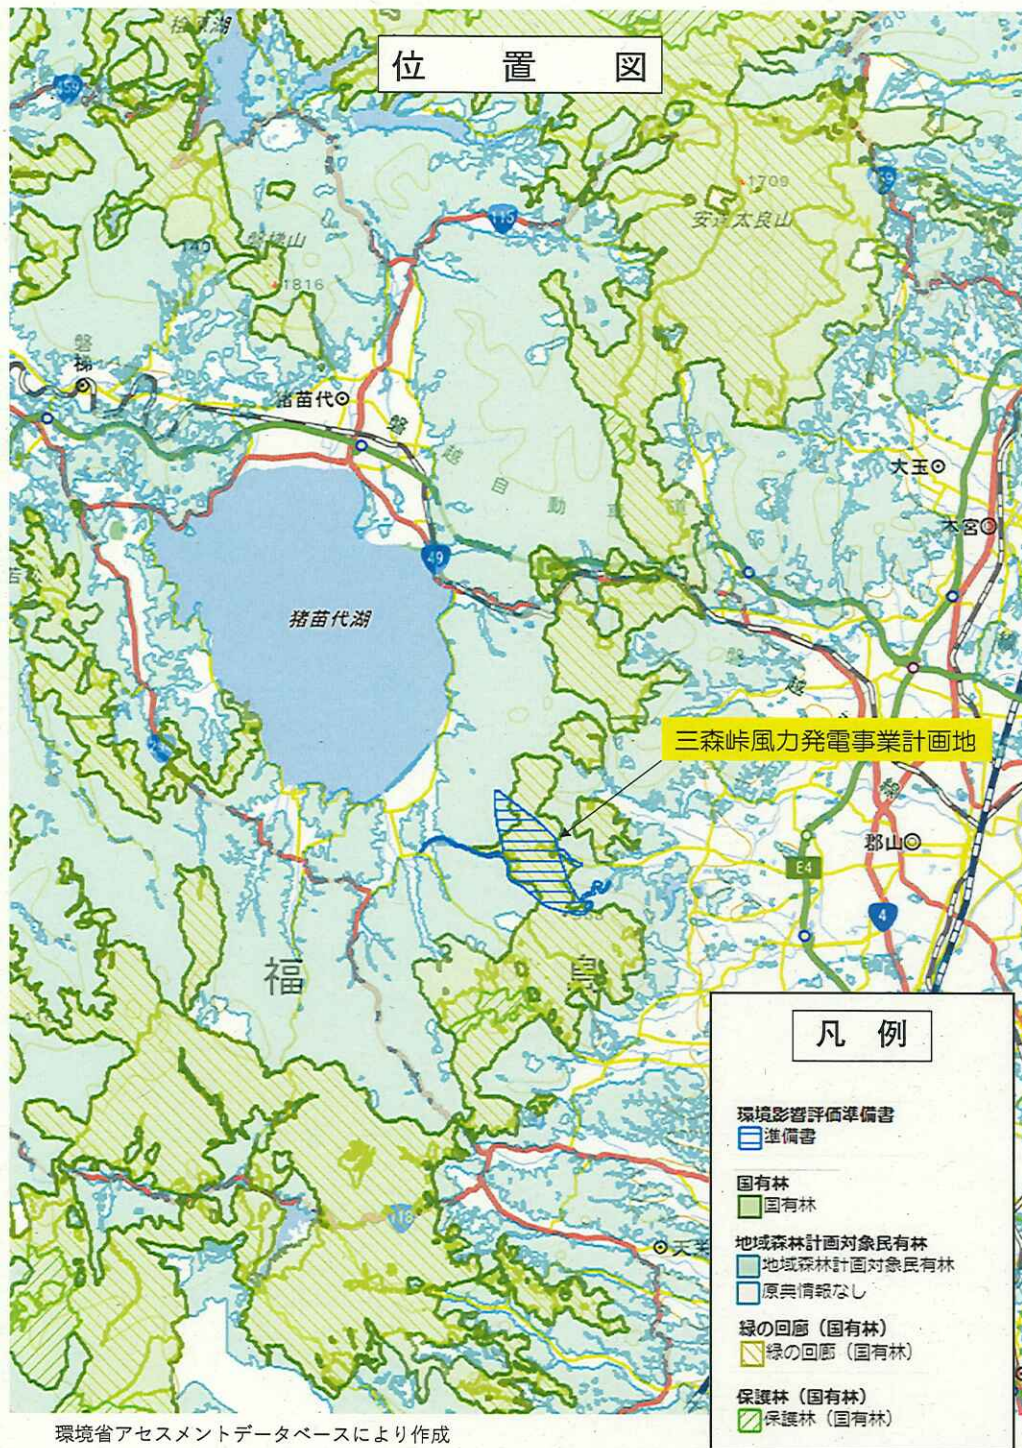 位置図
桧原湖
459
115
1709
安達太良山
磐梯山
1816
磐梯
猪苗代
磐越
自動車道
大玉
本宮
49
猪苗代湖
磐越
三森峠風力発電事業計画地
線
郡山
E4
4
福島
118
凡例
環境影響評価準備書
準備書
国有林
国有林
地域森林計画対象民有林
地域森林計画対象民有林
原典情報なし
緑の回廊(国有林)
緑の回廊(国有林)
保護林(国有林)
保護林(国有林)
環境省アセスメントデータベースにより作成